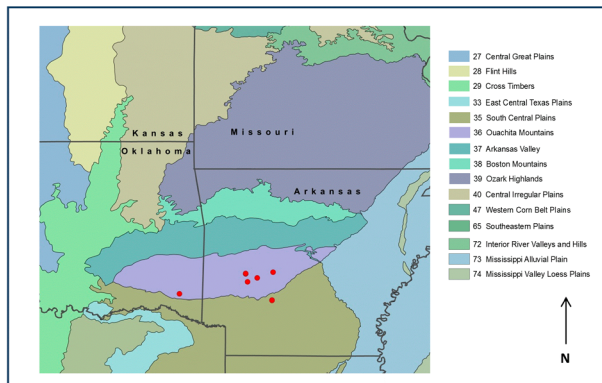 Kansas
Missouri
Oklahoma
Arkansas
27 Central Great Plains
28 Flint Hills
29 Cross Timbers
33 East Central Texas Plains
35 South Central Plains
36 Ouachita Mountains
37 Arkansas Valley
38 Boston Mountains
39 Ozark Highlands
40 Central Irregular Plains
47 Western Corn Belt Plains
65 Southeastern Plains
72 Interior River Valleys and Hills
73 Mississippi Alluvial Plain
74 Mississippi Valley Loess Plains
N